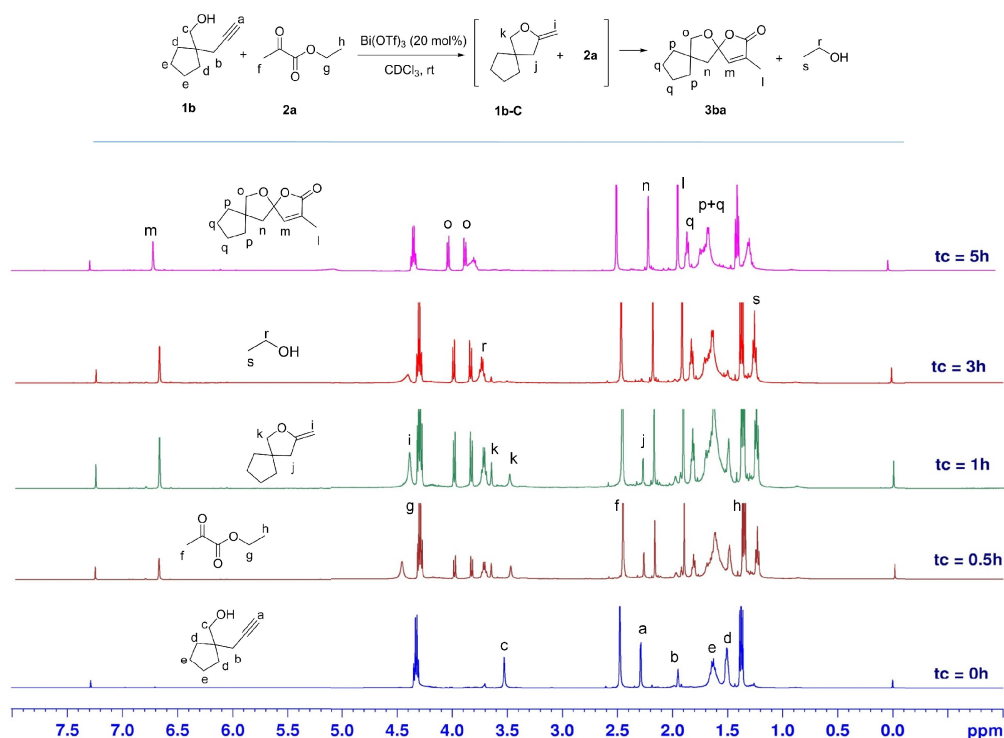 OH
c
a
d
b
e
d
e
1b
+
O
f
O
O
g
h
2a
Bi(OTf)3 (20 mol%)
CDCl3, rt
k
O
i
j
1b-C
+ 2a
o
O
O
O
p
q
q
p
n
m
l
3ba
+
r
s
OH
o
O
O
O
p
q
q
p
n
m
l
m
o
o
n
l
q
p+q
tc = 5h
r
s
OH
r
s
tc = 3h
k
O
i
j
i
k
k
j
tc = 1h
O
f
O
O
g
h
g
f
h
tc = 0.5h
OH
c
a
d
b
e
d
e
c
a
b
e
d
tc = 0h
7.5 7.0 6.5 6.0 5.5 5.0 4.5 4.0 3.5 3.0 2.5 2.0 1.5 1.0 0.5 0.0 ppm